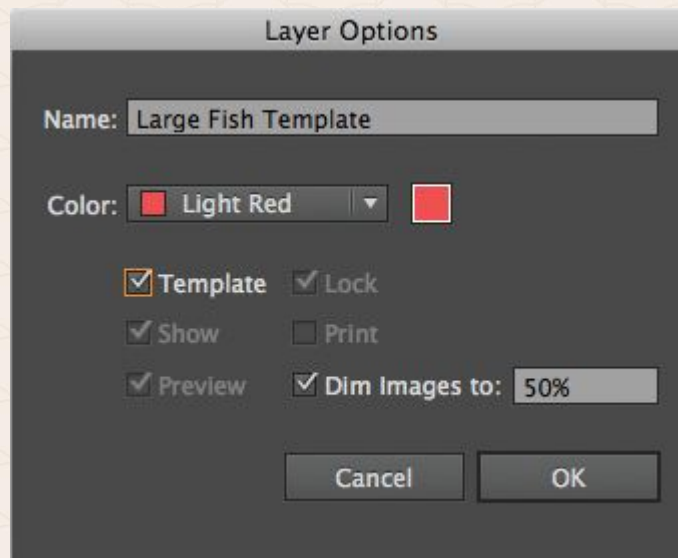 Layer Options
Name: Large Fish Template
Color: Light Red
Template Lock
Show Print
Preview Dim Images to: 50%
Cancel OK